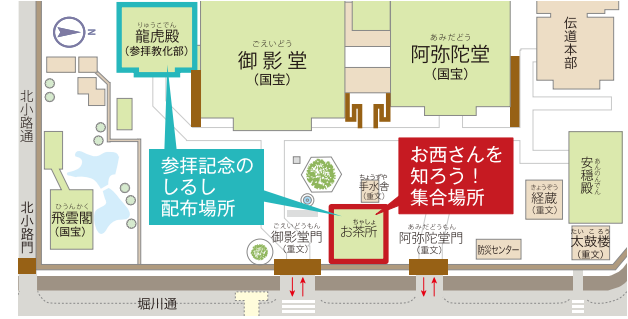 N
りゅうこでん
龍虎殿
(参拝教化部)
ごえいどう
御影堂
(国宝)
あみだどう
阿弥陀堂
(国宝)
伝道本部
北小路通
参拝記念の
しるし
配布場所
お西さんを
知ろう！
集合場所
ちょうずや
手水舎
(重文)
きょうぞう
経蔵
(重文)
あんのんでん
安穏殿
ひうんかく
飛雲閣
(国宝)
北小路門
ごえいどうもん
御影堂門
(重文)
ちゃしょ
お茶所
あみだどうもん
阿弥陀堂門
(重文)
防災センター
たいころう
太鼓楼
(重文)
堀川通